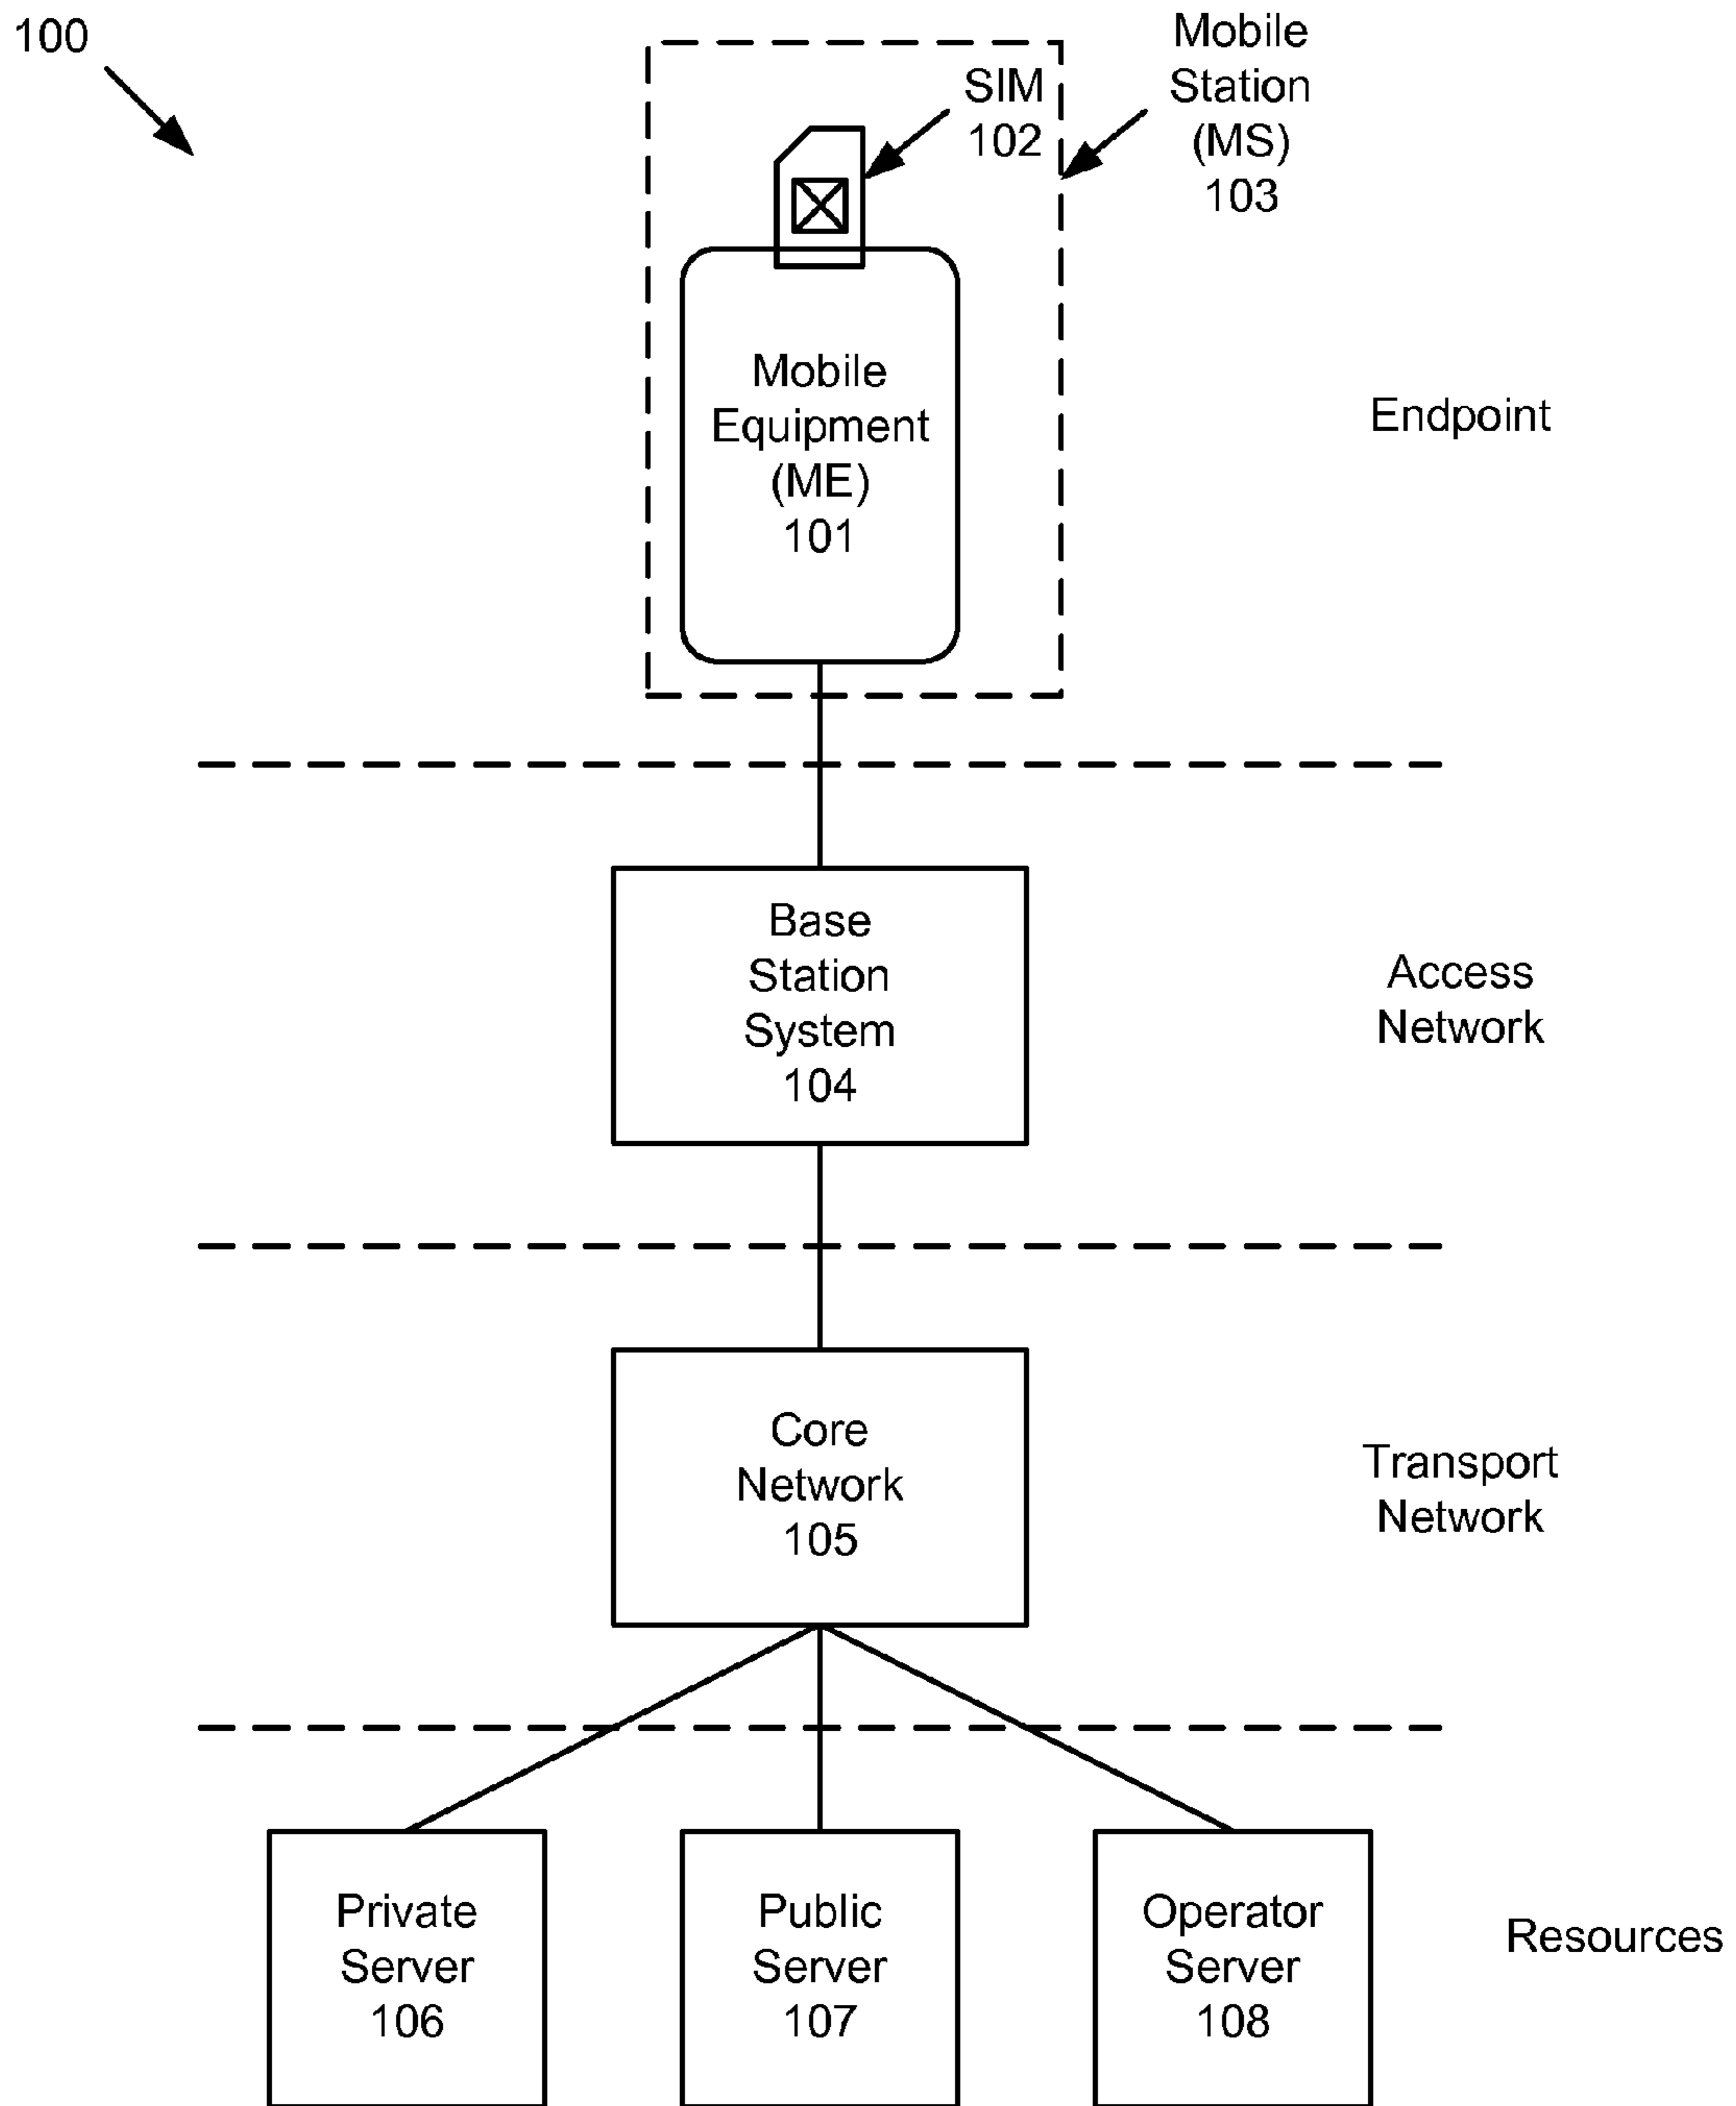 100
Mobile
Station
(MS)
103
SIM
102
Mobile
Equipment
(ME)
101
Endpoint
Base
Station
System
104
Access
Network
Core
Network
105
Transport
Network
Private
Server
106
Public
Server
107
Operator
Server
108
Resources